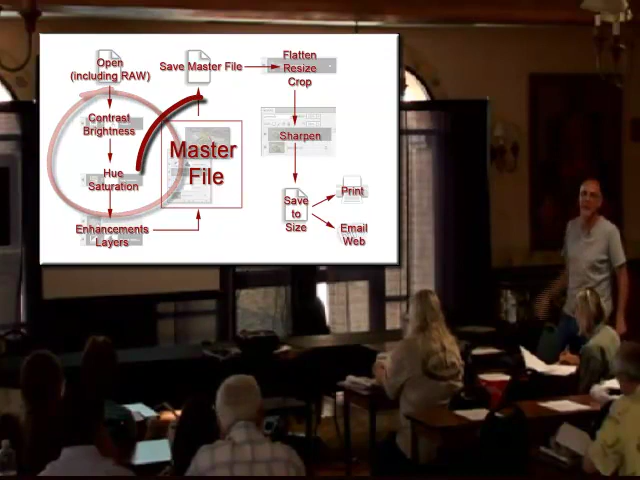 Open
(including RAW)
Contrast
Brightness
Hue
Saturation
Enhancements
Layers
Master
File
Save Master File
Flatten
Resize
Crop
Sharpen
Save
to
Size
Print
Email
Web